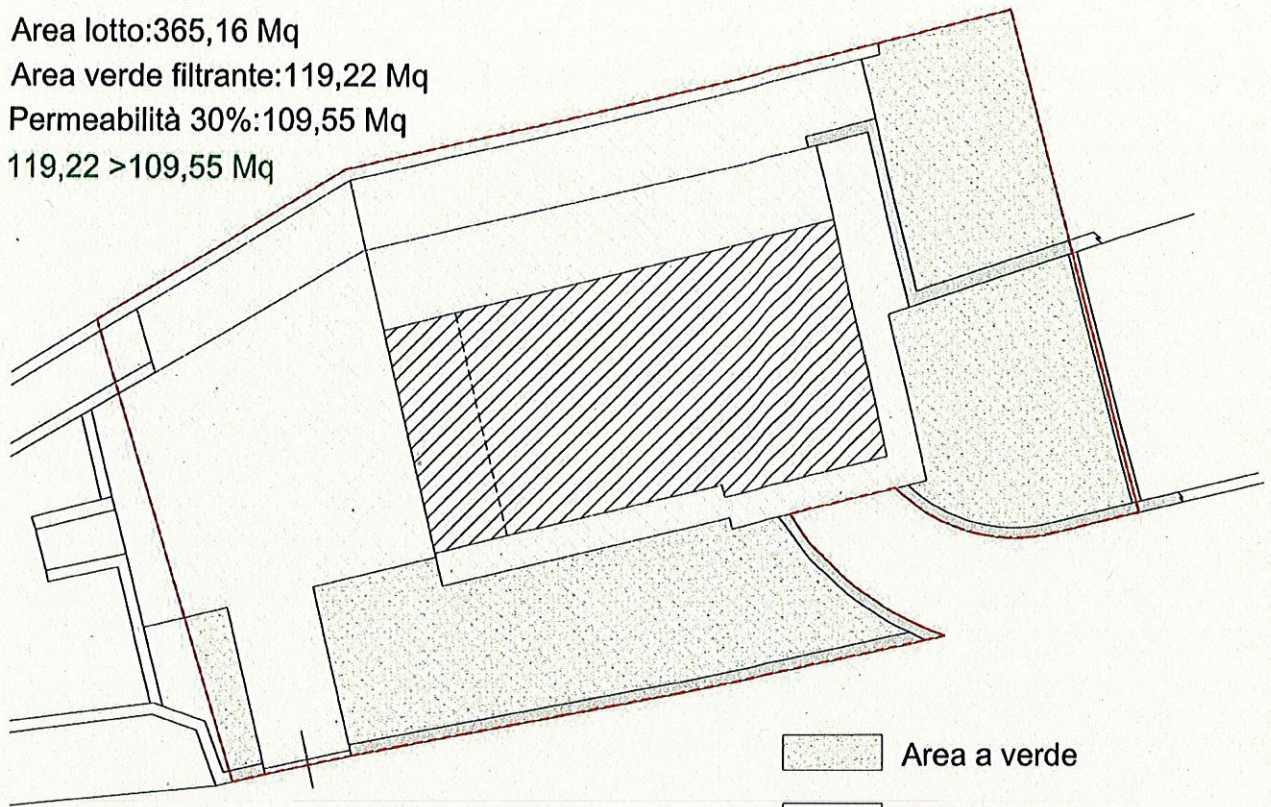 Area lotto:365,16 Mq
Area verde filtrante:119,22 Mq
Permeabilità 30%:109,55 Mq
119,22 >109,55 Mq
Area a verde